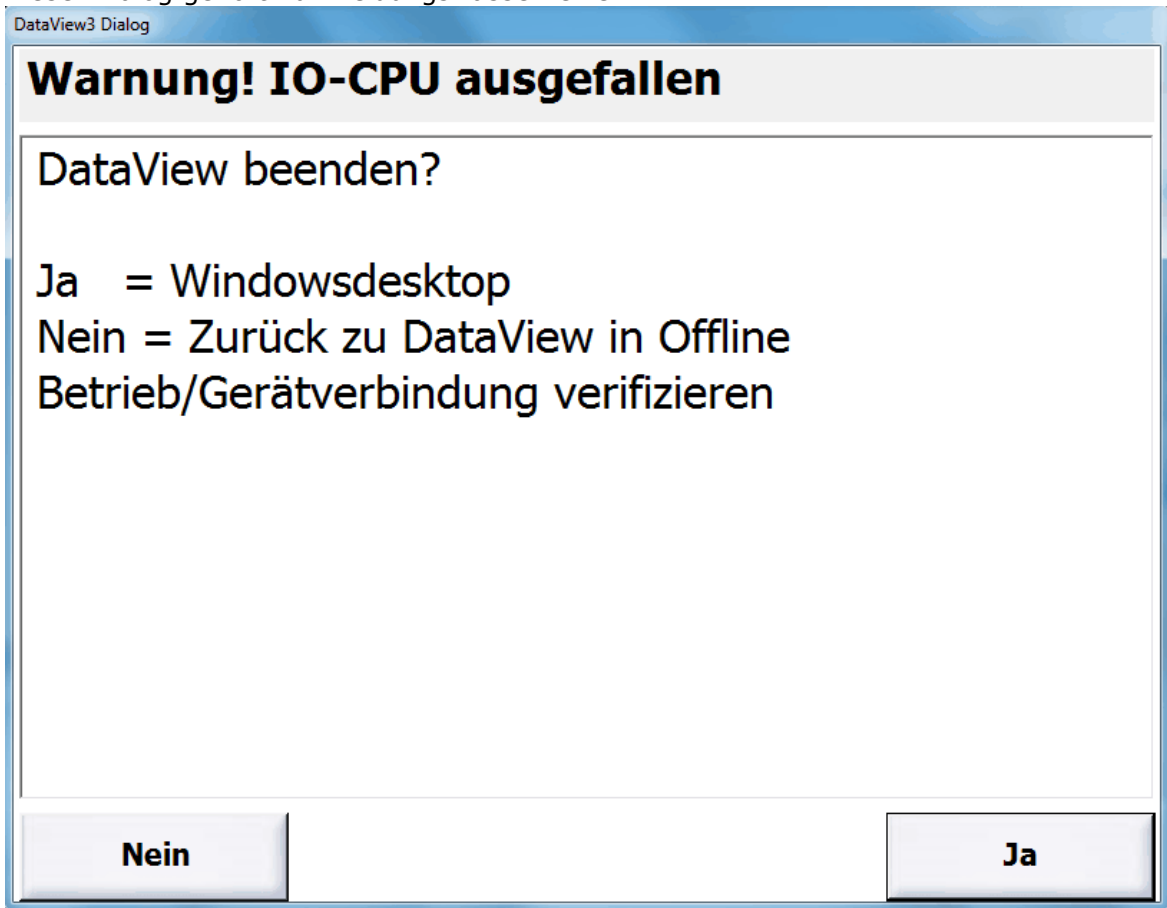 DataView3 Dialog
Warnung! IO-CPU ausgefallen
DataView beenden?
Ja = Windowsdesktop
Nein = Zurück zu DataView in Offline
Betrieb/Gerätverbindung verifizieren
Nein
Ja